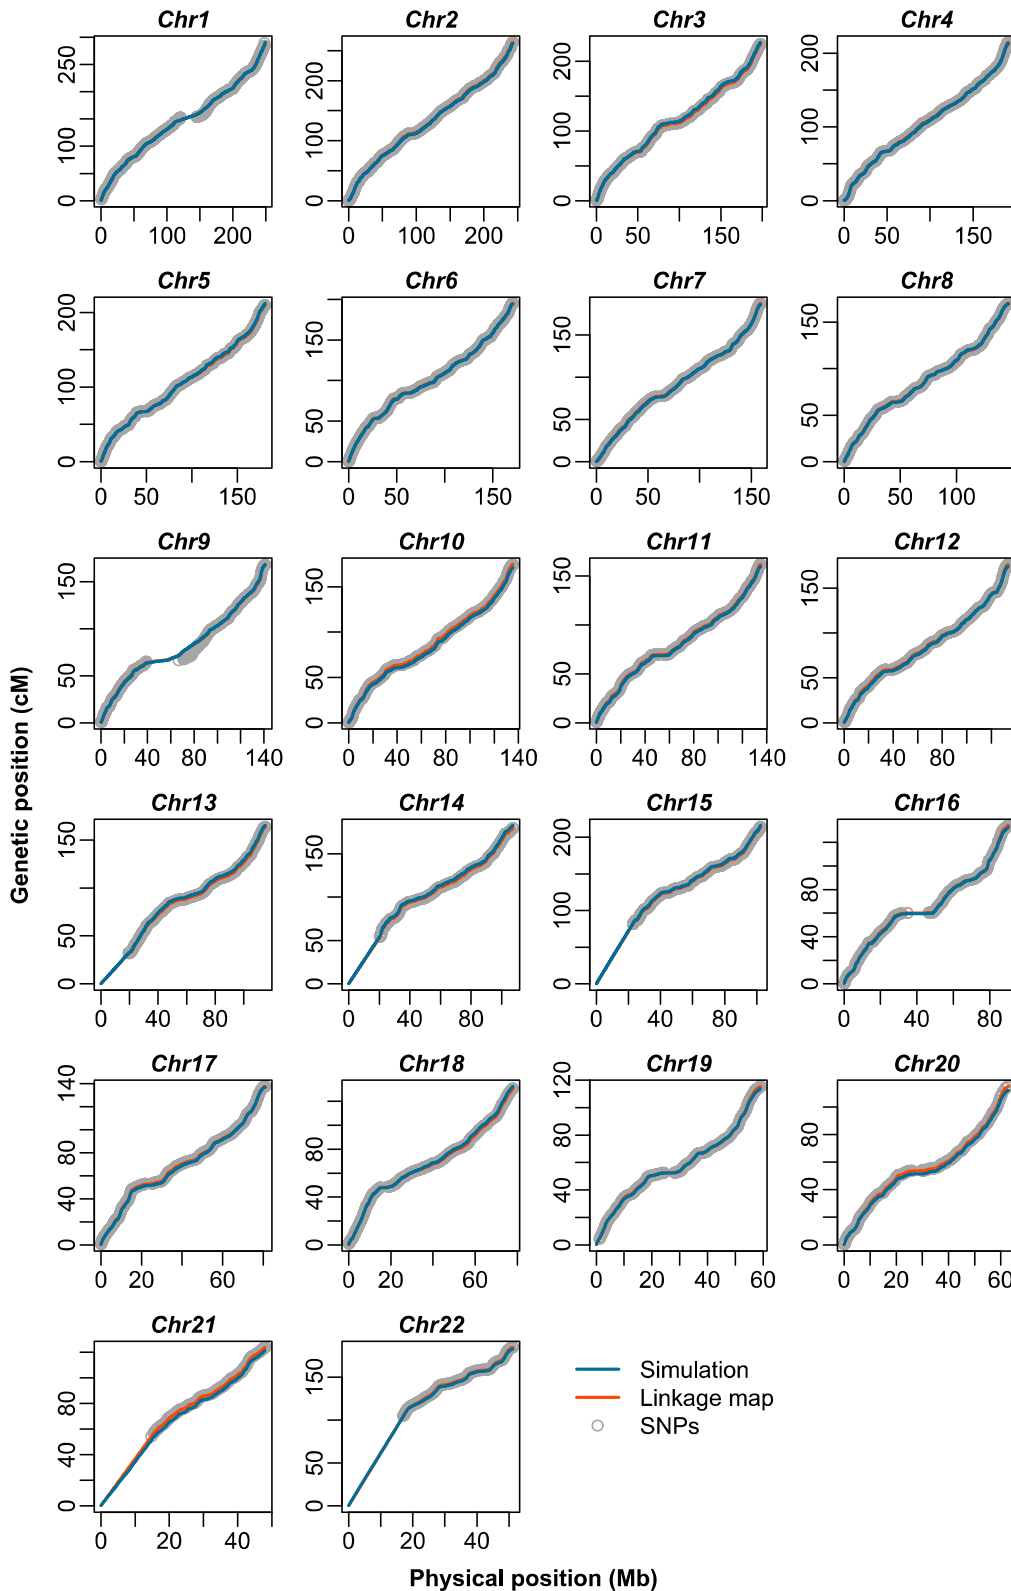 Chr1 Chr2 Chr3 Chr4
0 100 250
0 100 200
0 100 200
0 100 200
0 100 200
0 100 200
0 50 150
0 50 150
Chr5 Chr6 Chr7 Chr8
0 100 200
0 50 150
0 50 150
0 50 150
0 50 150
0 50 150
0 50 150
0 50 100
Chr9 Chr10 Chr11 Chr12
0 50 150
0 50 150
0 50 150
0 50 150
0 40 80 140
0 40 80 140
0 40 80 140
0 40 80
Chr13 Chr14 Chr15 Chr16
0 50 150
0 50 150
0 100 200
0 40 80
0 40 80
0 40 80
0 40 80
0 20 40 60 80
Chr17 Chr18 Chr19 Chr20
0 40 80 140
0 40 80
0 40 80 120
0 40 80
0 20 60
0 20 40 60 80
0 20 40 60
0 20 40 60
Chr21 Chr22
0 40 80
0 50 150
0 20 40
0 20 40
Simulation
Linkage map
SNPs
Genetic position (cM)
Physical position (Mb)